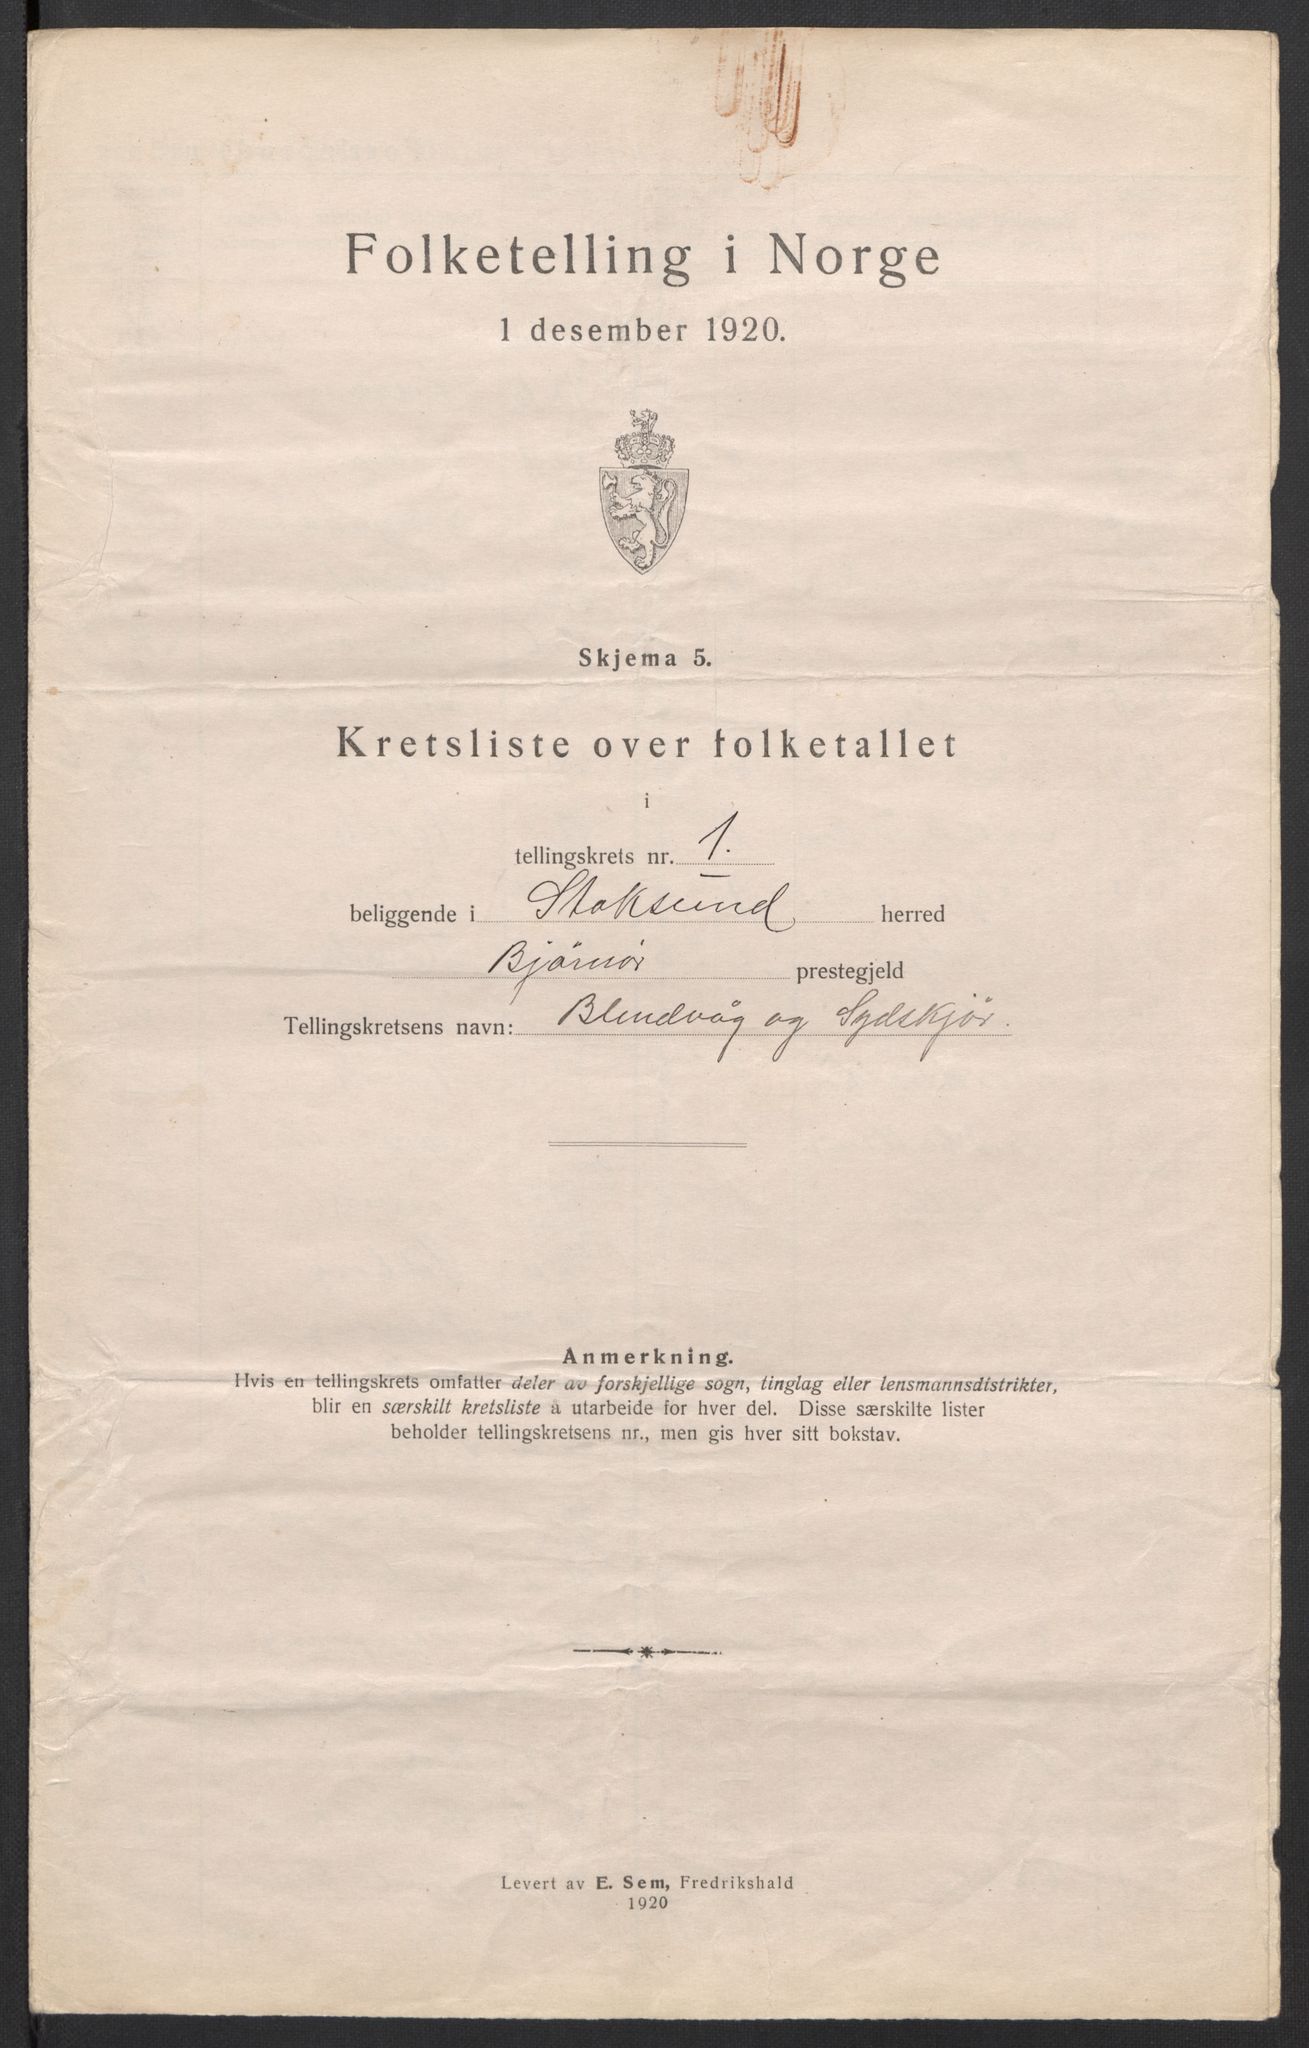 Folketelling i Norge
1 desember 1920.
Skjema 5.
Kretsliste over folketallet
i
tellingskrets nr. 1.
beliggende i Stoksund herred
Bjørnør prestegjeld
Tellingskretsens navn: Blendvåg og Sydskjør.
Anmerkning.
Hvis en tellingskrets omfatter deler av forskjellige sogn, tinglag eller lensmannsdistrikter,
blir en særskilt kretsliste å utarbeide for hver del. Disse særskilte lister
beholder tellingskretsens nr., men gis hver sitt bokstav.
Levert av E. Sem, Fredrikshald
1920